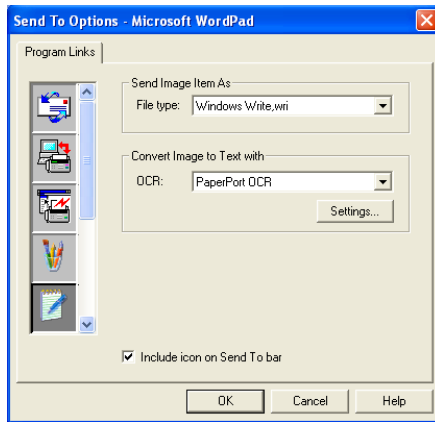 Send To Options - Microsoft WordPad
Program Links
Send Image Item As
File type: Windows Write,wri
Convert Image to Text with
OCR: PaperPort OCR
Settings...
Include icon on Send To bar
OK Cancel Help